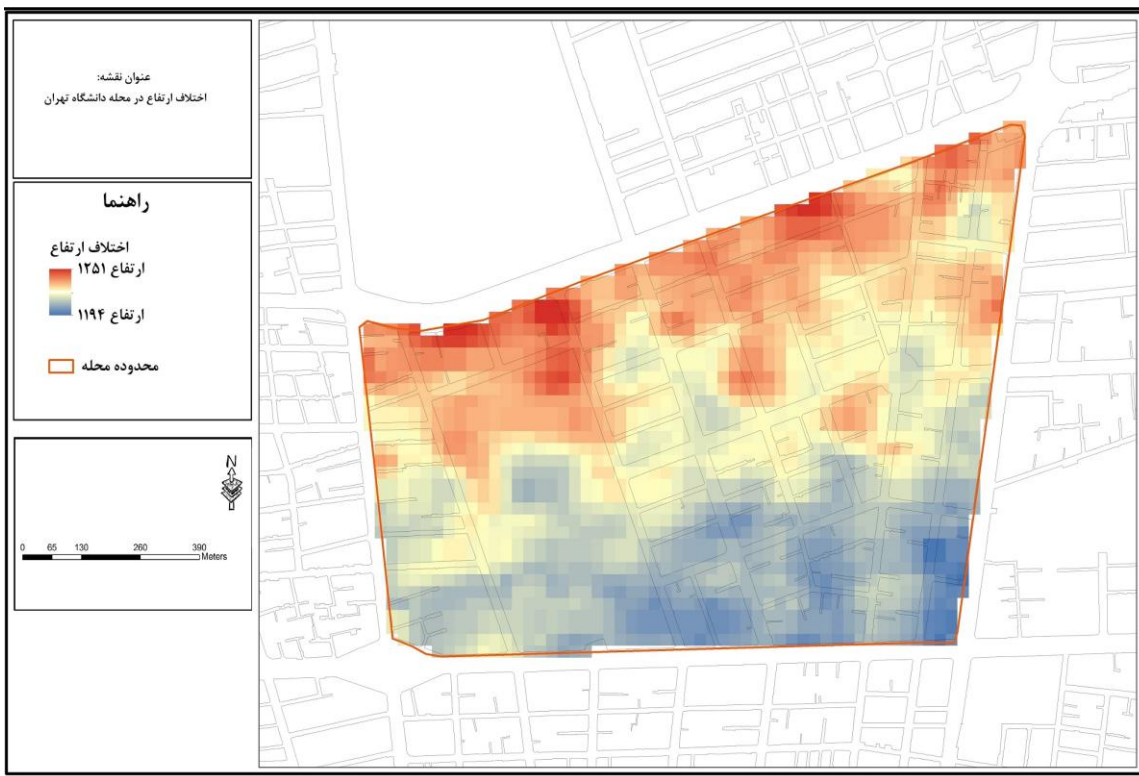 عنوان نقشه:
اختلاف ارتفاع در محله دانشگاه تهران
راهنما
اختلاف ارتفاع
ارتفاع ۱۲۵۱
ارتفاع ۱۱۹۴
محدوده محله
N
0 65 130 260 390
Meters